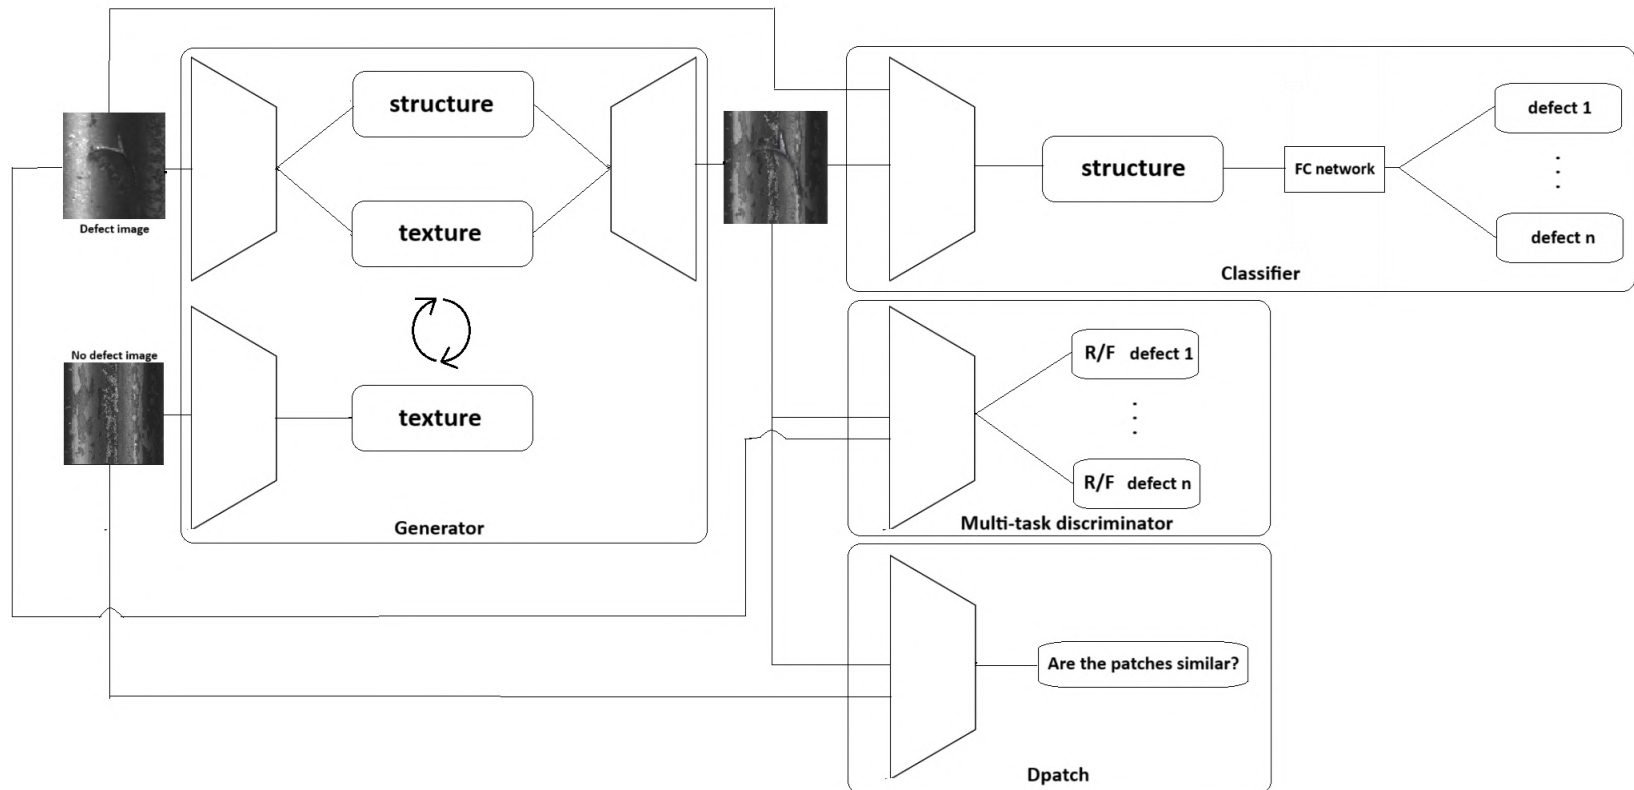 Defect image
structure
texture
No defect image
texture
Generator
structure
FC network
defect 1
defect n
Classifier
R/F defect 1
R/F defect n
Multi-task discriminator
Are the patches similar?
Dpatch